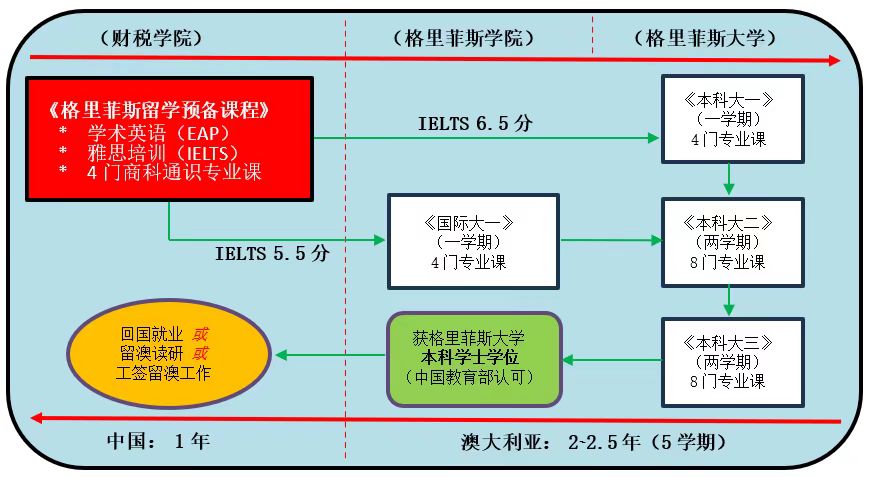 （财税学院）
（格里菲斯学院）
（格里菲斯大学）
《格里菲斯留学预备课程》
* 学术英语（EAP）
* 雅思培训（IELTS）
* 4 门商科通识专业课
IELTS 6.5 分
《本科大一》
（一学期）
4 门专业课
IELTS 5.5 分
《国际大一》
（一学期）
4 门专业课
《本科大二》
（两学期）
8 门专业课
回国就业 或
留澳读研 或
工签留澳工作
获格里菲斯大学
本科学士学位
（中国教育部认可）
《本科大三》
（两学期）
8 门专业课
中国： 1 年
澳大利亚： 2~2.5 年（5 学期）